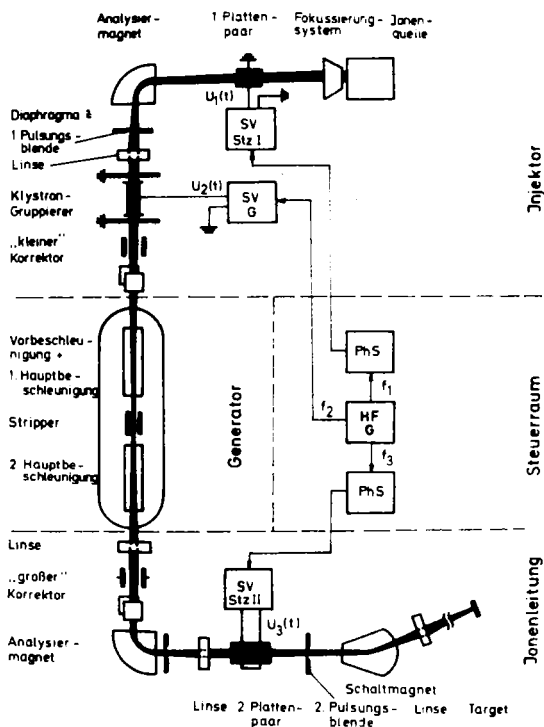 Analysier-
magnet
1 Platten-
paar
Fokussierung-
system
Jonen-
quelle
U₁(t)
SV
Stz I
Diaphragma 2
1 Pulsungs-
blende
Linse
Klystron-
Gruppierer
U₂(t)
SV
G
„kleiner"
Korrektor
Jnjektor
Vorbeschleu-
nigung +
1. Hauptbe-
schleunigung
Stripper
2 Hauptbe-
schleunigung
Generator
PhS
f₁
f₂
HF
G
f₃
PhS
Steuerraum
Linse
„großer"
Korrektor
SV
Stz II
U₃(t)
Analysier-
magnet
Jonenleitung
Schaltmagnet
Linse 2 Platten-
paar
2. Pulsungs-
blende
Linse
Target